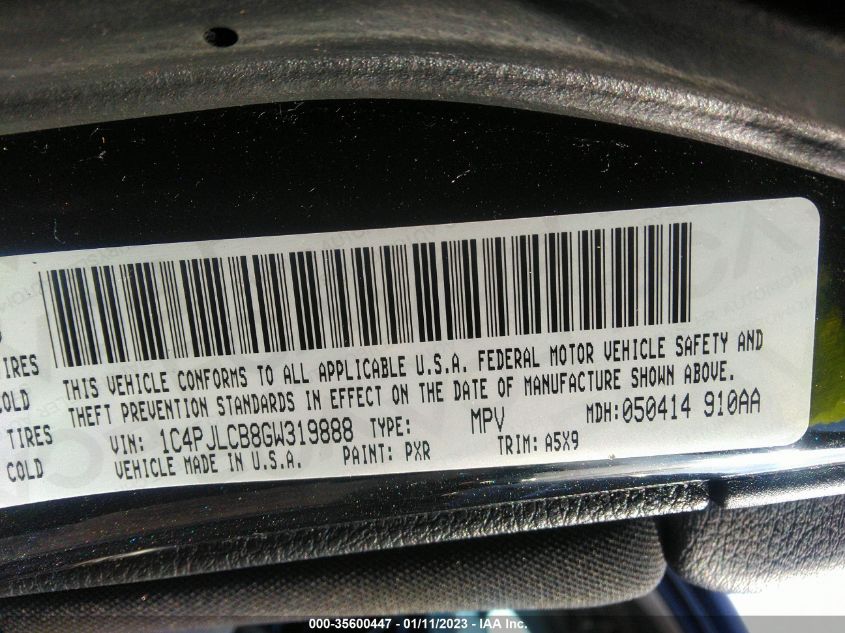 THIS VEHICLE CONFORMS TO ALL APPLICABLE U.S.A. FEDERAL MOTOR VEHICLE SAFETY AND
THEFT PREVENTION STANDARDS IN EFFECT ON THE DATE OF MANUFACTURE SHOWN ABOVE.
TIRES
COLD
TIRES
COLD
VIN: 1C4PJLCB8GW319888 TYPE: MPV MDH: 050414 910AA
VEHICLE MADE IN U.S.A. PAINT: PXR TRIM: A5X9
000-35600447 - 01/11/2023 - IAA Inc.